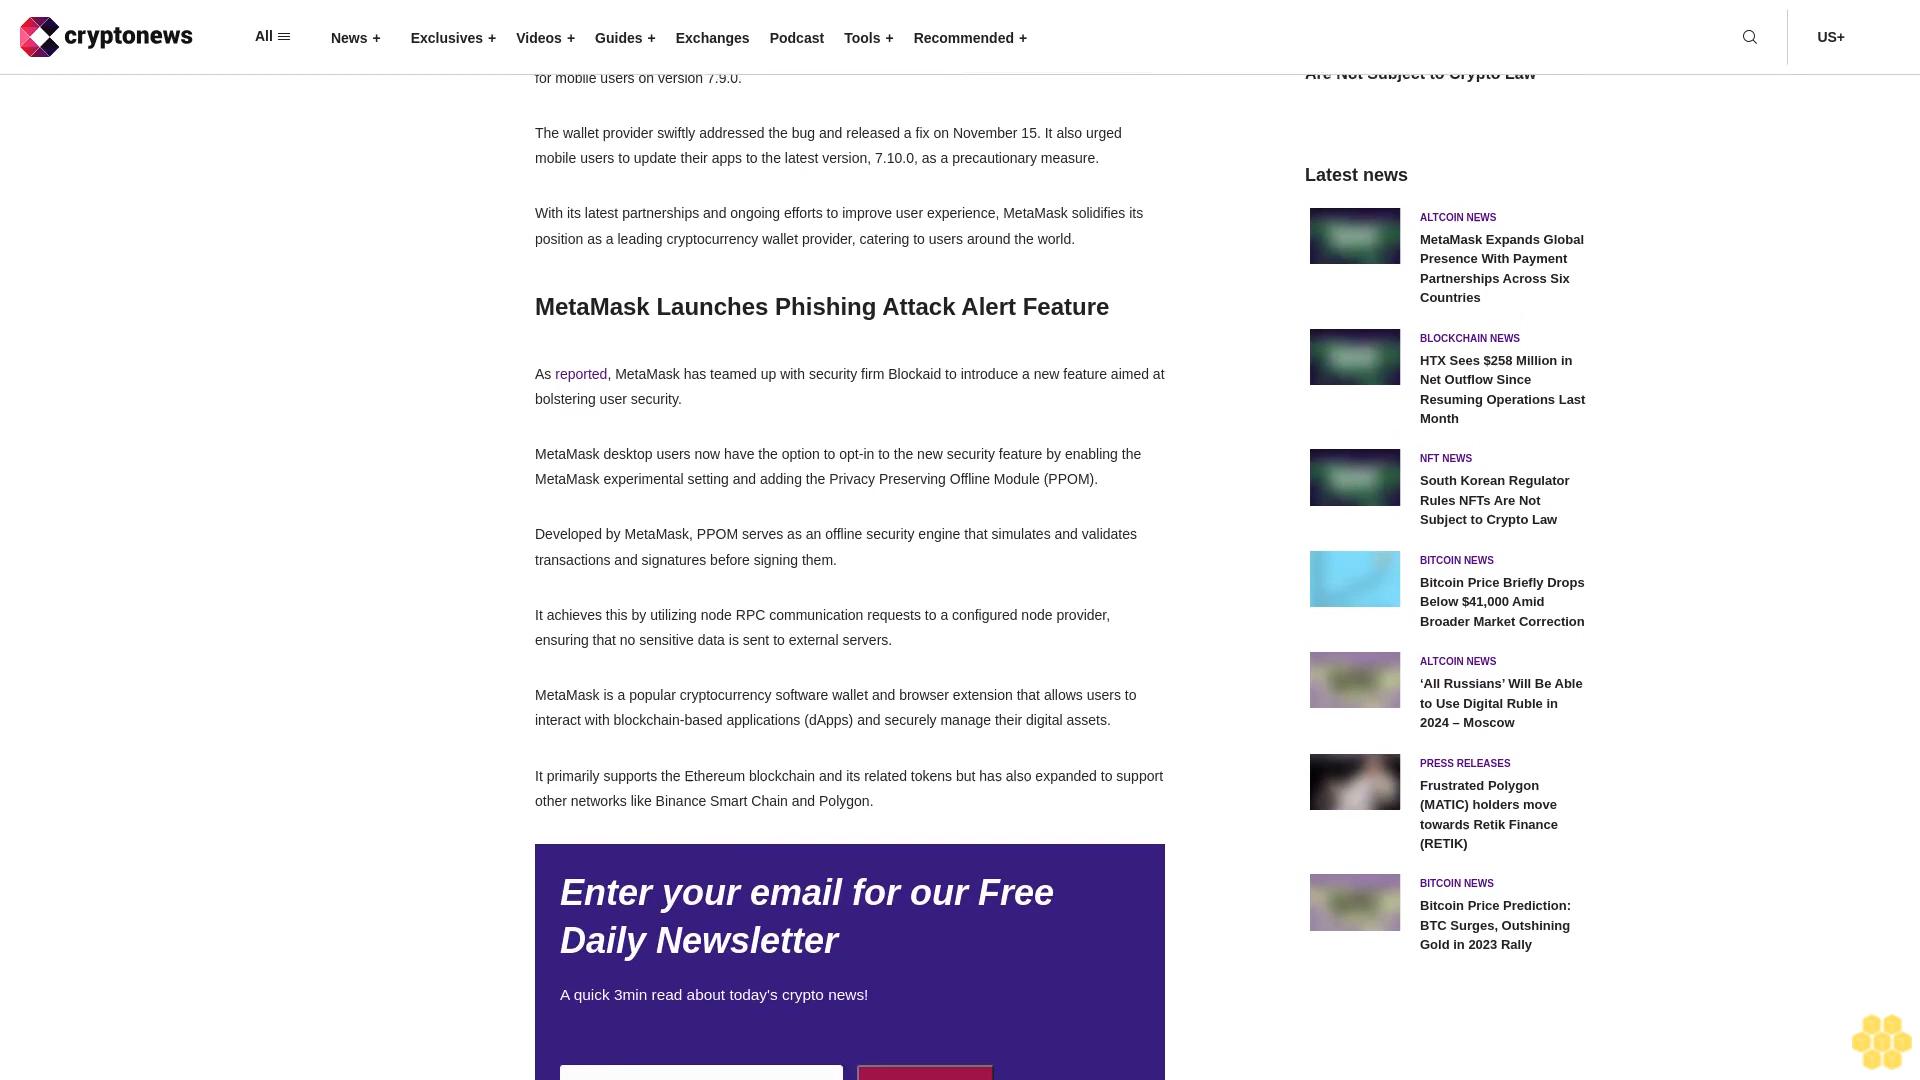 cryptonews
All
News +
Exclusives +
Videos +
Guides +
Exchanges
Podcast
Tools +
Recommended +
US+
for mobile users on version 7.9.0.
The wallet provider swiftly addressed the bug and released a fix on November 15. It also urged
mobile users to update their apps to the latest version, 7.10.0, as a precautionary measure.
With its latest partnerships and ongoing efforts to improve user experience, MetaMask solidifies its
position as a leading cryptocurrency wallet provider, catering to users around the world.
MetaMask Launches Phishing Attack Alert Feature
As reported, MetaMask has teamed up with security firm Blockaid to introduce a new feature aimed at
bolstering user security.
MetaMask desktop users now have the option to opt-in to the new security feature by enabling the
MetaMask experimental setting and adding the Privacy Preserving Offline Module (PPOM).
Developed by MetaMask, PPOM serves as an offline security engine that simulates and validates
transactions and signatures before signing them.
It achieves this by utilizing node RPC communication requests to a configured node provider,
ensuring that no sensitive data is sent to external servers.
MetaMask is a popular cryptocurrency software wallet and browser extension that allows users to
interact with blockchain-based applications (dApps) and securely manage their digital assets.
It primarily supports the Ethereum blockchain and its related tokens but has also expanded to support
other networks like Binance Smart Chain and Polygon.
Enter your email for our Free
Daily Newsletter
A quick 3min read about today's crypto news!
Are Not Subject to Crypto Law
Latest news
ALTCOIN NEWS
MetaMask Expands Global
Presence With Payment
Partnerships Across Six
Countries
BLOCKCHAIN NEWS
HTX Sees $258 Million in
Net Outflow Since
Resuming Operations Last
Month
NFT NEWS
South Korean Regulator
Rules NFTs Are Not
Subject to Crypto Law
BITCOIN NEWS
Bitcoin Price Briefly Drops
Below $41,000 Amid
Broader Market Correction
ALTCOIN NEWS
‘All Russians’ Will Be Able
to Use Digital Ruble in
2024 – Moscow
PRESS RELEASES
Frustrated Polygon
(MATIC) holders move
towards Retik Finance
(RETIK)
BITCOIN NEWS
Bitcoin Price Prediction:
BTC Surges, Outshining
Gold in 2023 Rally